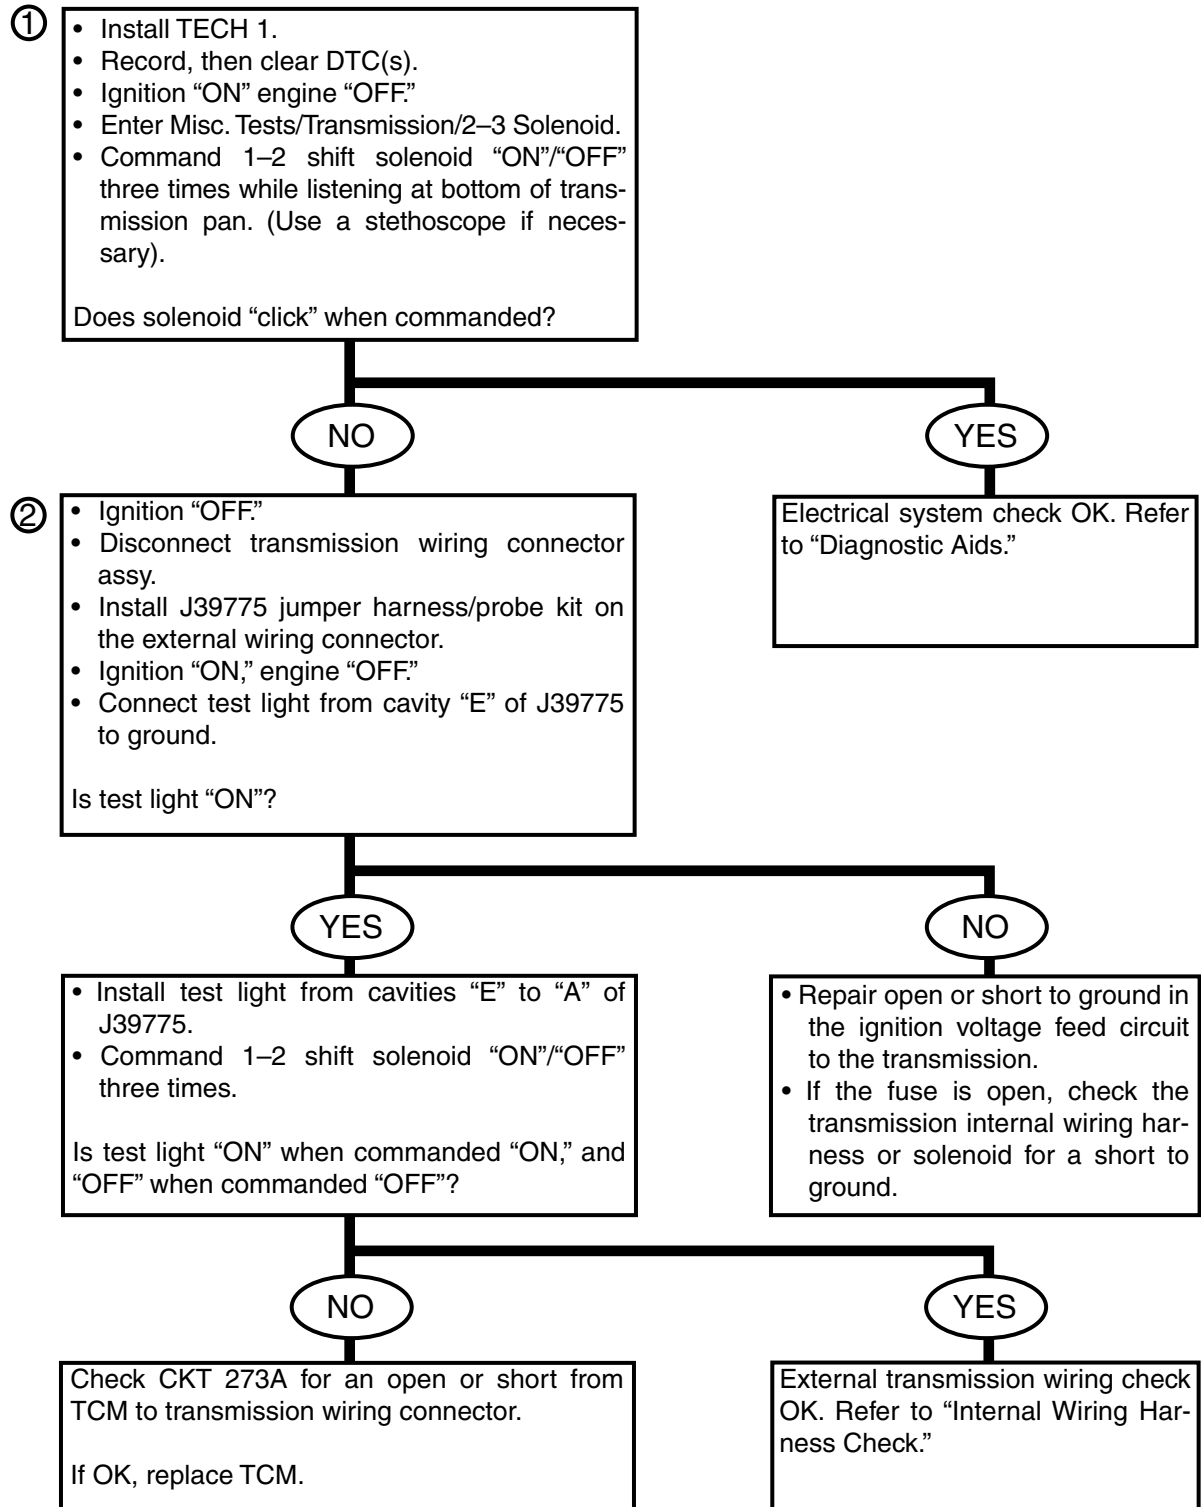 ①
• Install TECH 1.
• Record, then clear DTC(s).
• Ignition “ON” engine “OFF.”
• Enter Misc. Tests/Transmission/2–3 Solenoid.
• Command 1–2 shift solenoid “ON”/“OFF”
three times while listening at bottom of trans-
mission pan. (Use a stethoscope if neces-
sary).
Does solenoid “click” when commanded?
NO
YES
②
• Ignition “OFF.”
• Disconnect transmission wiring connector
assy.
• Install J39775 jumper harness/probe kit on
the external wiring connector.
• Ignition “ON,” engine “OFF.”
• Connect test light from cavity “E” of J39775
to ground.
Is test light “ON”?
Electrical system check OK. Refer
to “Diagnostic Aids.”
YES
NO
• Install test light from cavities “E” to “A” of
J39775.
• Command 1–2 shift solenoid “ON”/“OFF”
three times.
Is test light “ON” when commanded “ON,” and
“OFF” when commanded “OFF”?
• Repair open or short to ground in
the ignition voltage feed circuit
to the transmission.
• If the fuse is open, check the
transmission internal wiring har-
ness or solenoid for a short to
ground.
NO
YES
Check CKT 273A for an open or short from
TCM to transmission wiring connector.
If OK, replace TCM.
External transmission wiring check
OK. Refer to “Internal Wiring Har-
ness Check.”